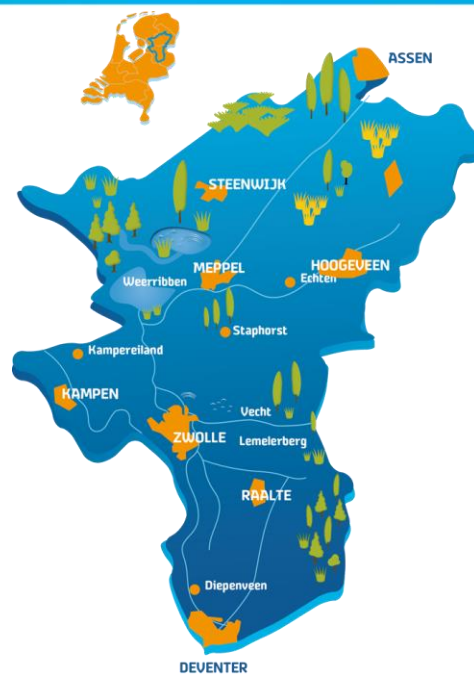 ASSEN
STEENWIJK
MEPPEL
HOOGEVEEN
Echten
Weerribben
Staphorst
Kampereiland
KAMPEN
Vecht
ZWOLLE
Lemelerberg
RAALTE
Diepenveen
DEVENTER